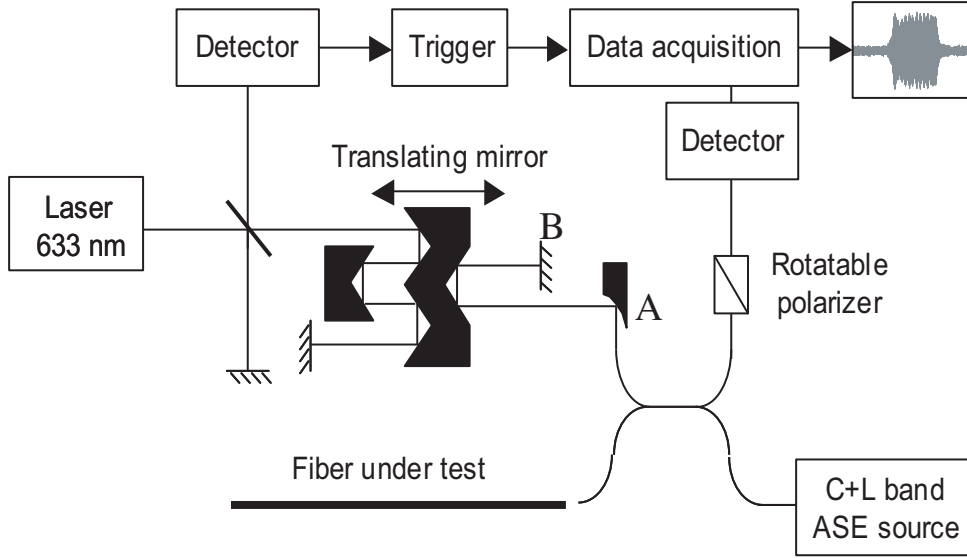 Detector
Trigger
Data acquisition
Detector
Translating mirror
Laser
633 nm
B
A
Rotatable
polarizer
Fiber under test
C+L band
ASE source